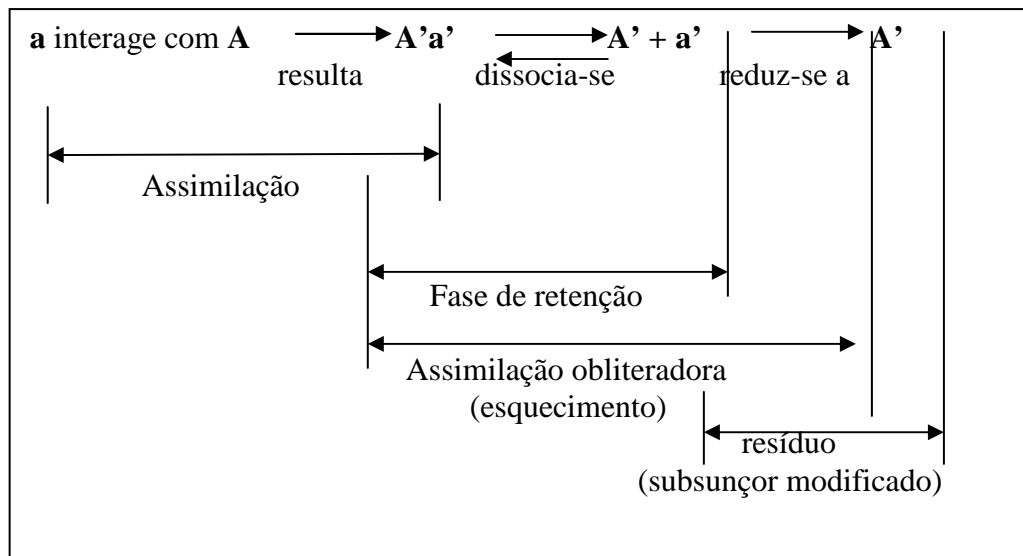 a interage com A A’a’ A’ + a’ A’
resulta dissocia-se reduz-se a
Assimilação
Fase de retenção
Assimilação obliteradora
(esquecimento)
resíduo
(subsunçor modificado)